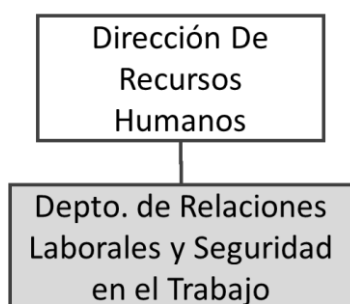 Dirección De
Recursos
Humanos
Depto. de Relaciones
Laborales y Seguridad
en el Trabajo